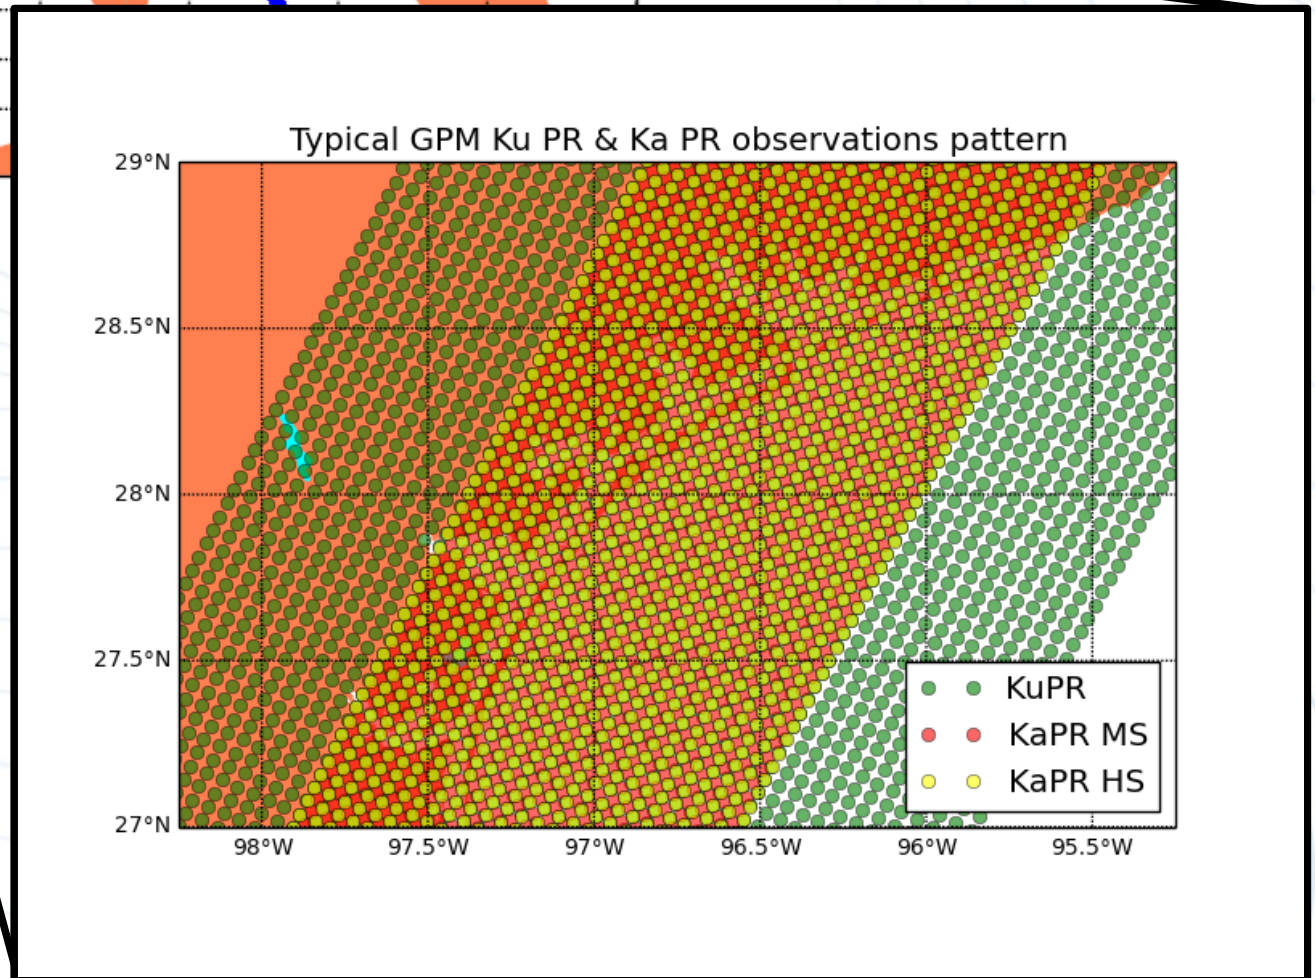 Typical GPM Ku PR & Ka PR observations pattern
29°N
28.5°N
28°N
27.5°N
27°N
98°W
97.5°W
97°W
96.5°W
96°W
95.5°W
KuPR
KaPR MS
KaPR HS